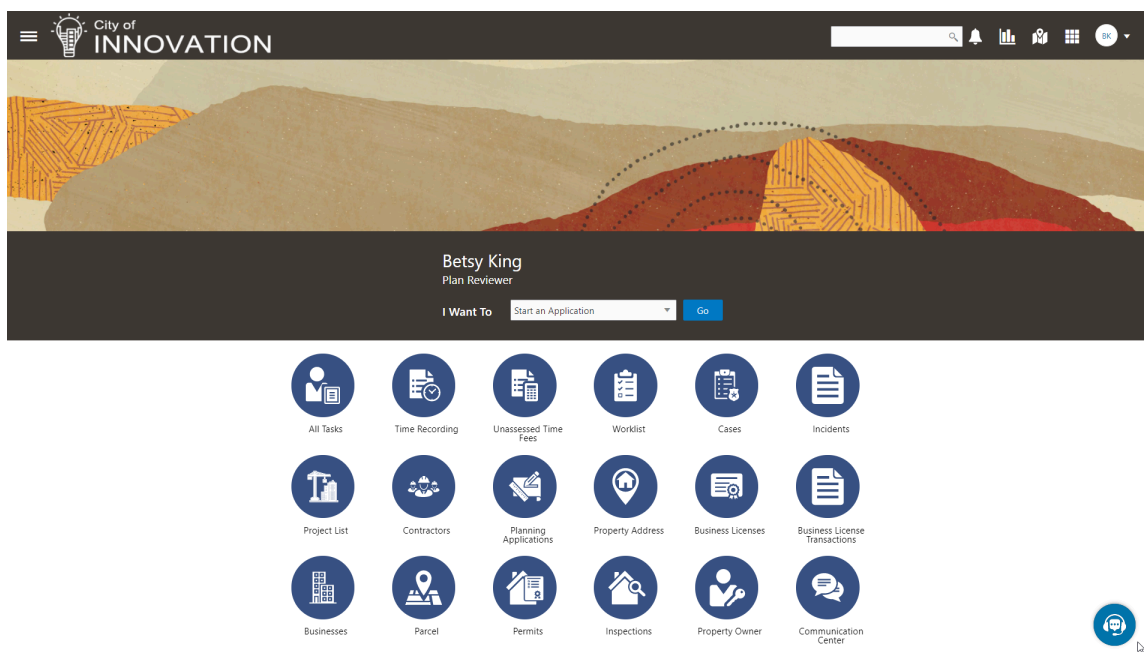 City of
INNOVATION
BK
Betsy King
Plan Reviewer
I Want To Start an Application Go
All Tasks Time Recording Unassessed Time Fees Worklist Cases Incidents
Project List Contractors Planning Applications Property Address Business Licenses Business License Transactions
Businesses Parcel Permits Inspections Property Owner Communication Center